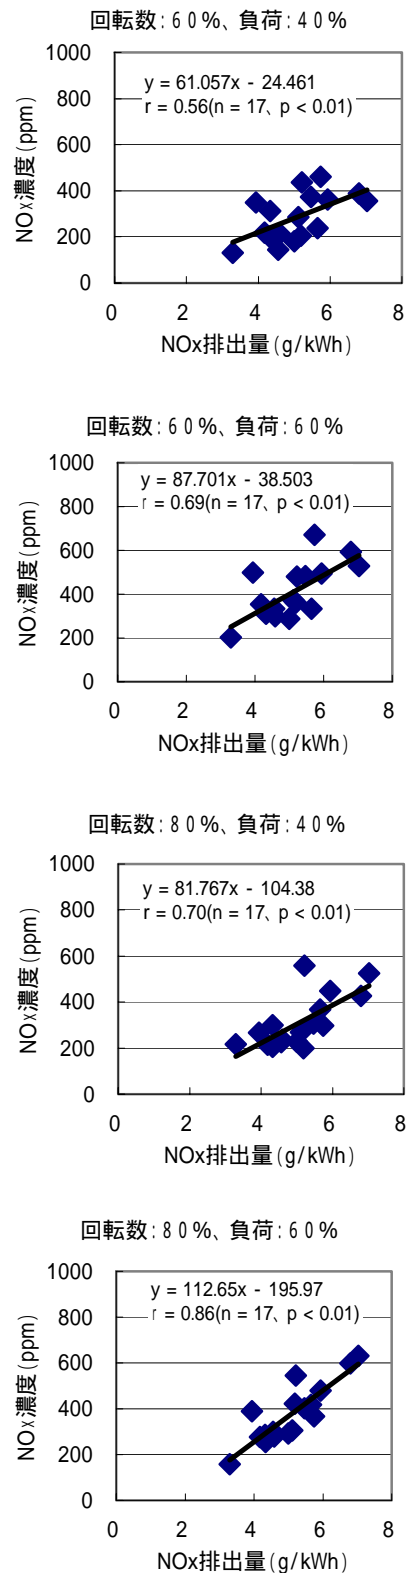 回転数:60%、負荷:40%
1000
800
600
400
200
0
NOx濃度(ppm)
y = 61.057x - 24.461
r = 0.56(n = 17、p < 0.01)
0 2 4 6 8
NOx排出量(g/kWh)
回転数:60%、負荷:60%
1000
800
600
400
200
0
NOx濃度(ppm)
y = 87.701x - 38.503
r = 0.69(n = 17、p < 0.01)
0 2 4 6 8
NOx排出量(g/kWh)
回転数:80%、負荷:40%
1000
800
600
400
200
0
NOx濃度(ppm)
y = 81.767x - 104.38
r = 0.70(n = 17、p < 0.01)
0 2 4 6 8
NOx排出量(g/kWh)
回転数:80%、負荷:60%
1000
800
600
400
200
0
NOx濃度(ppm)
y = 112.65x - 195.97
r = 0.86(n = 17、p < 0.01)
0 2 4 6 8
NOx排出量(g/kWh)